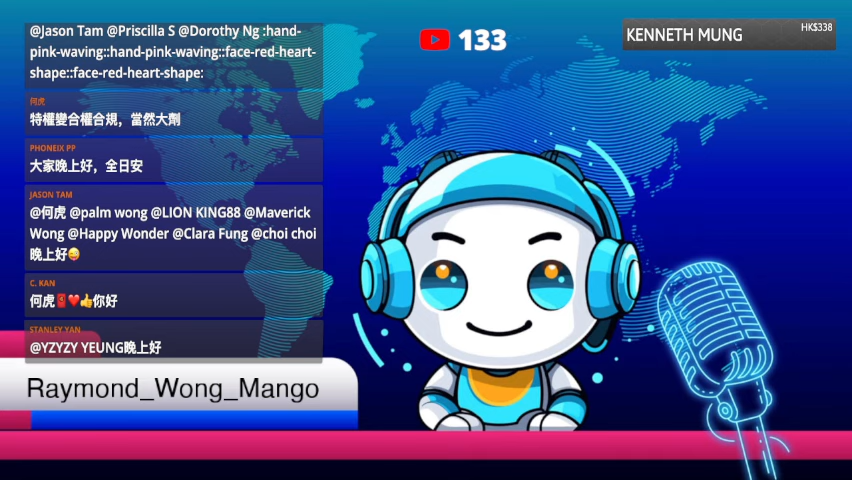 @Jason Tam @Priscilla S @Dorothy Ng :hand-
pink-waving::hand-pink-waving::face-red-heart-
shape::face-red-heart-shape:
何虎
特權變合權合規，當然大劑
PHONEIX PP
大家晚上好，全日安
JASON TAM
@何虎 @palm wong @LION KING88 @Maverick
Wong @Happy Wonder @Clara Fung @choi choi
晚上好😜
C. KAN
何虎🧧❤️👍你好
STANLEY YAN
@YZYZY YEUNG晚上好
Raymond_Wong_Mango
133
KENNETH MUNG
HK$338